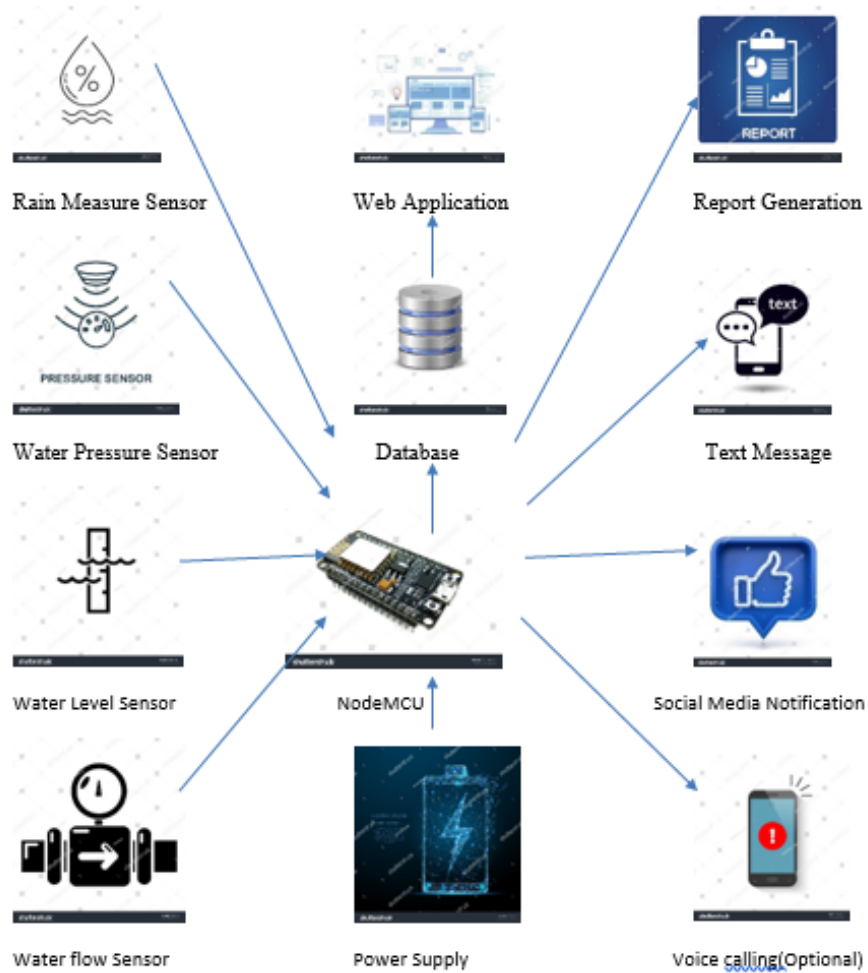 %
REPORT
Rain Measure Sensor
Web Application
Report Generation
PRESSURE SENSOR
text
Water Pressure Sensor
Database
Text Message
shutterstock
Water Level Sensor
NodeMCU
Social Media Notification
Water flow Sensor
Power Supply
Voice calling(Optional)